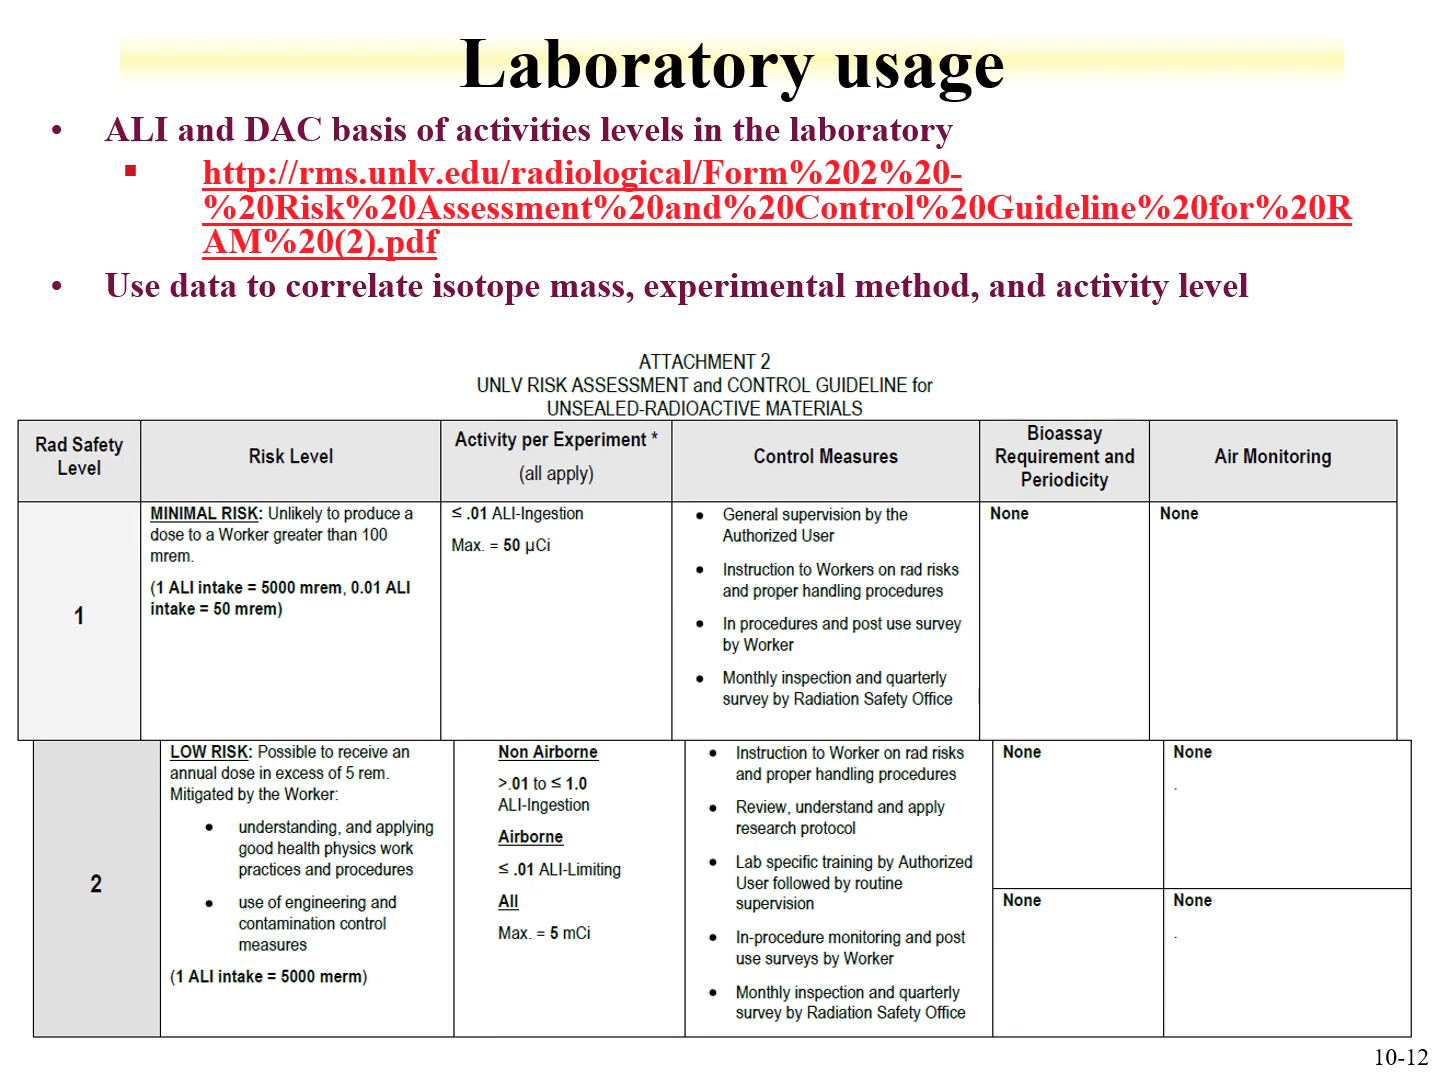 Laboratory usage
• ALI and DAC basis of activities levels in the laboratory
▪ http://rms.unlv.edu/radiological/Form%202%20-
%20Risk%20Assessment%20and%20Control%20Guideline%20for%20R
AM%20(2).pdf
• Use data to correlate isotope mass, experimental method, and activity level
ATTACHMENT 2
UNLV RISK ASSESSMENT and CONTROL GUIDELINE for
UNSEALED-RADIOACTIVE MATERIALS
Rad Safety
Level
Risk Level
Activity per Experiment *
(all apply)
Control Measures
Bioassay
Requirement and
Periodicity
Air Monitoring
1
MINIMAL RISK: Unlikely to produce a
dose to a Worker greater than 100
mrem.
(1 ALI intake = 5000 mrem, 0.01 ALI
intake = 50 mrem)
≤ .01 ALI-Ingestion
Max. = 50 µCi
• General supervision by the
Authorized User
• Instruction to Workers on rad risks
and proper handling procedures
• In procedures and post use survey
by Worker
• Monthly inspection and quarterly
survey by Radiation Safety Office
None
None
2
LOW RISK: Possible to receive an
annual dose in excess of 5 rem.
Mitigated by the Worker:
• understanding, and applying
good health physics work
practices and procedures
• use of engineering and
contamination control
measures
(1 ALI intake = 5000 merm)
Non Airborne
>.01 to ≤ 1.0
ALI-Ingestion
Airborne
≤ .01 ALI-Limiting
All
Max. = 5 mCi
• Instruction to Worker on rad risks
and proper handling procedures
• Review, understand and apply
research protocol
• Lab specific training by Authorized
User followed by routine
supervision
• In-procedure monitoring and post
use surveys by Worker
• Monthly inspection and quarterly
survey by Radiation Safety Office
None
None
.
None
None
.
10-12